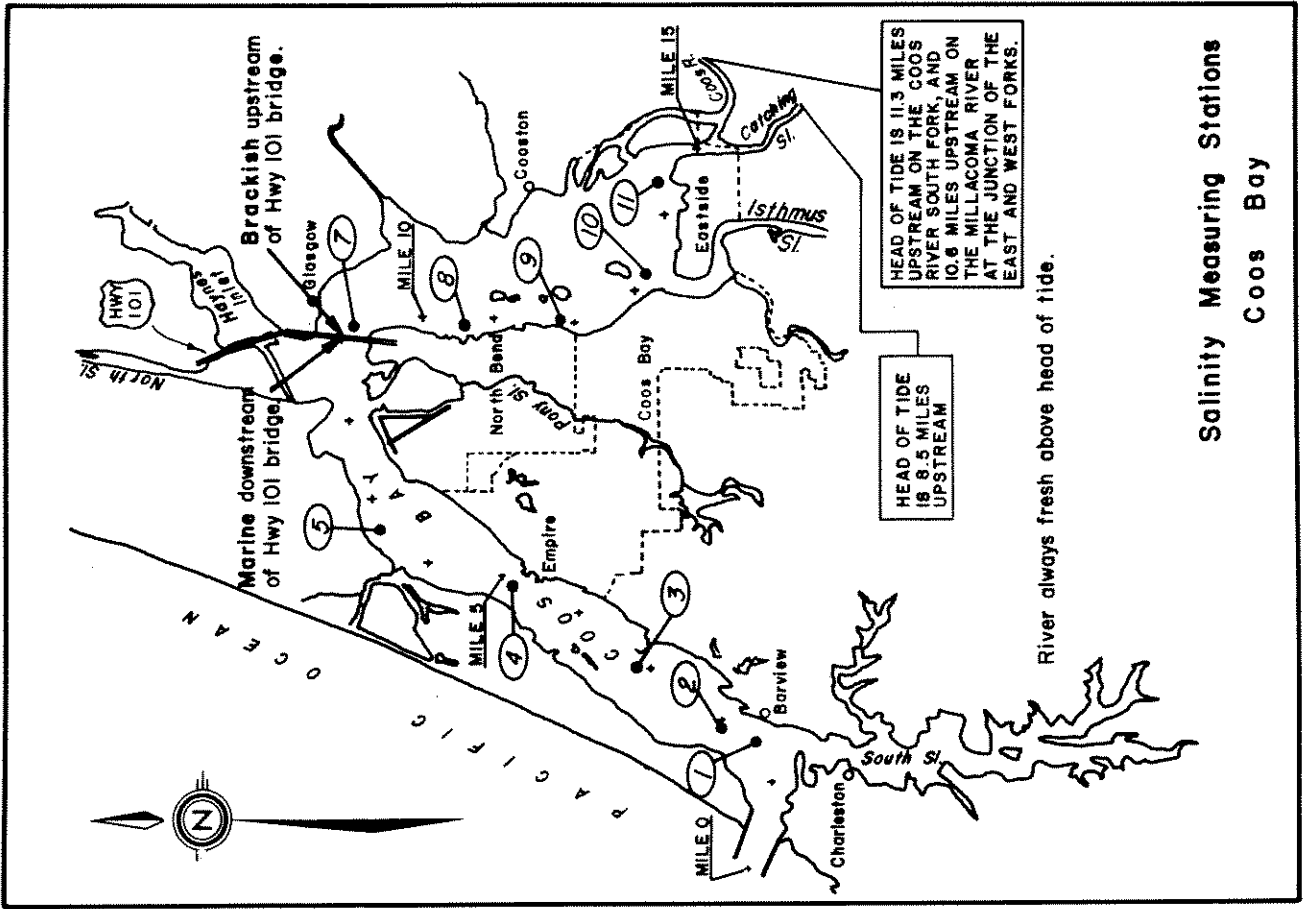 Salinity Measuring Stations
Coos Bay
Marine downstream
of Hwy 101 bridge.
Brackish upstream
of Hwy 101 bridge.
HWY
101
Haynes
Inlet
North Sl.
Glasgow
7
MILE 10
8
Cooston
9
10
11
MILE 15
Coos R.
Catching
Sl.
Eastside
Isthmus
Sl.
North Bend
Pony Sl.
Coos Bay
5
BAY
COOS
Empire
MILE 5
4
3
2
1
Barview
MILE 0
Charleston
South Sl.
PACIFIC OCEAN
N
HEAD OF TIDE IS 11.3 MILES
UPSTREAM ON THE COOS
RIVER SOUTH FORK, AND
10.6 MILES UPSTREAM ON
THE MILLACOMA RIVER
AT THE JUNCTION OF THE
EAST AND WEST FORKS.
HEAD OF TIDE
IS 8.5 MILES
UPSTREAM
River always fresh above head of tide.